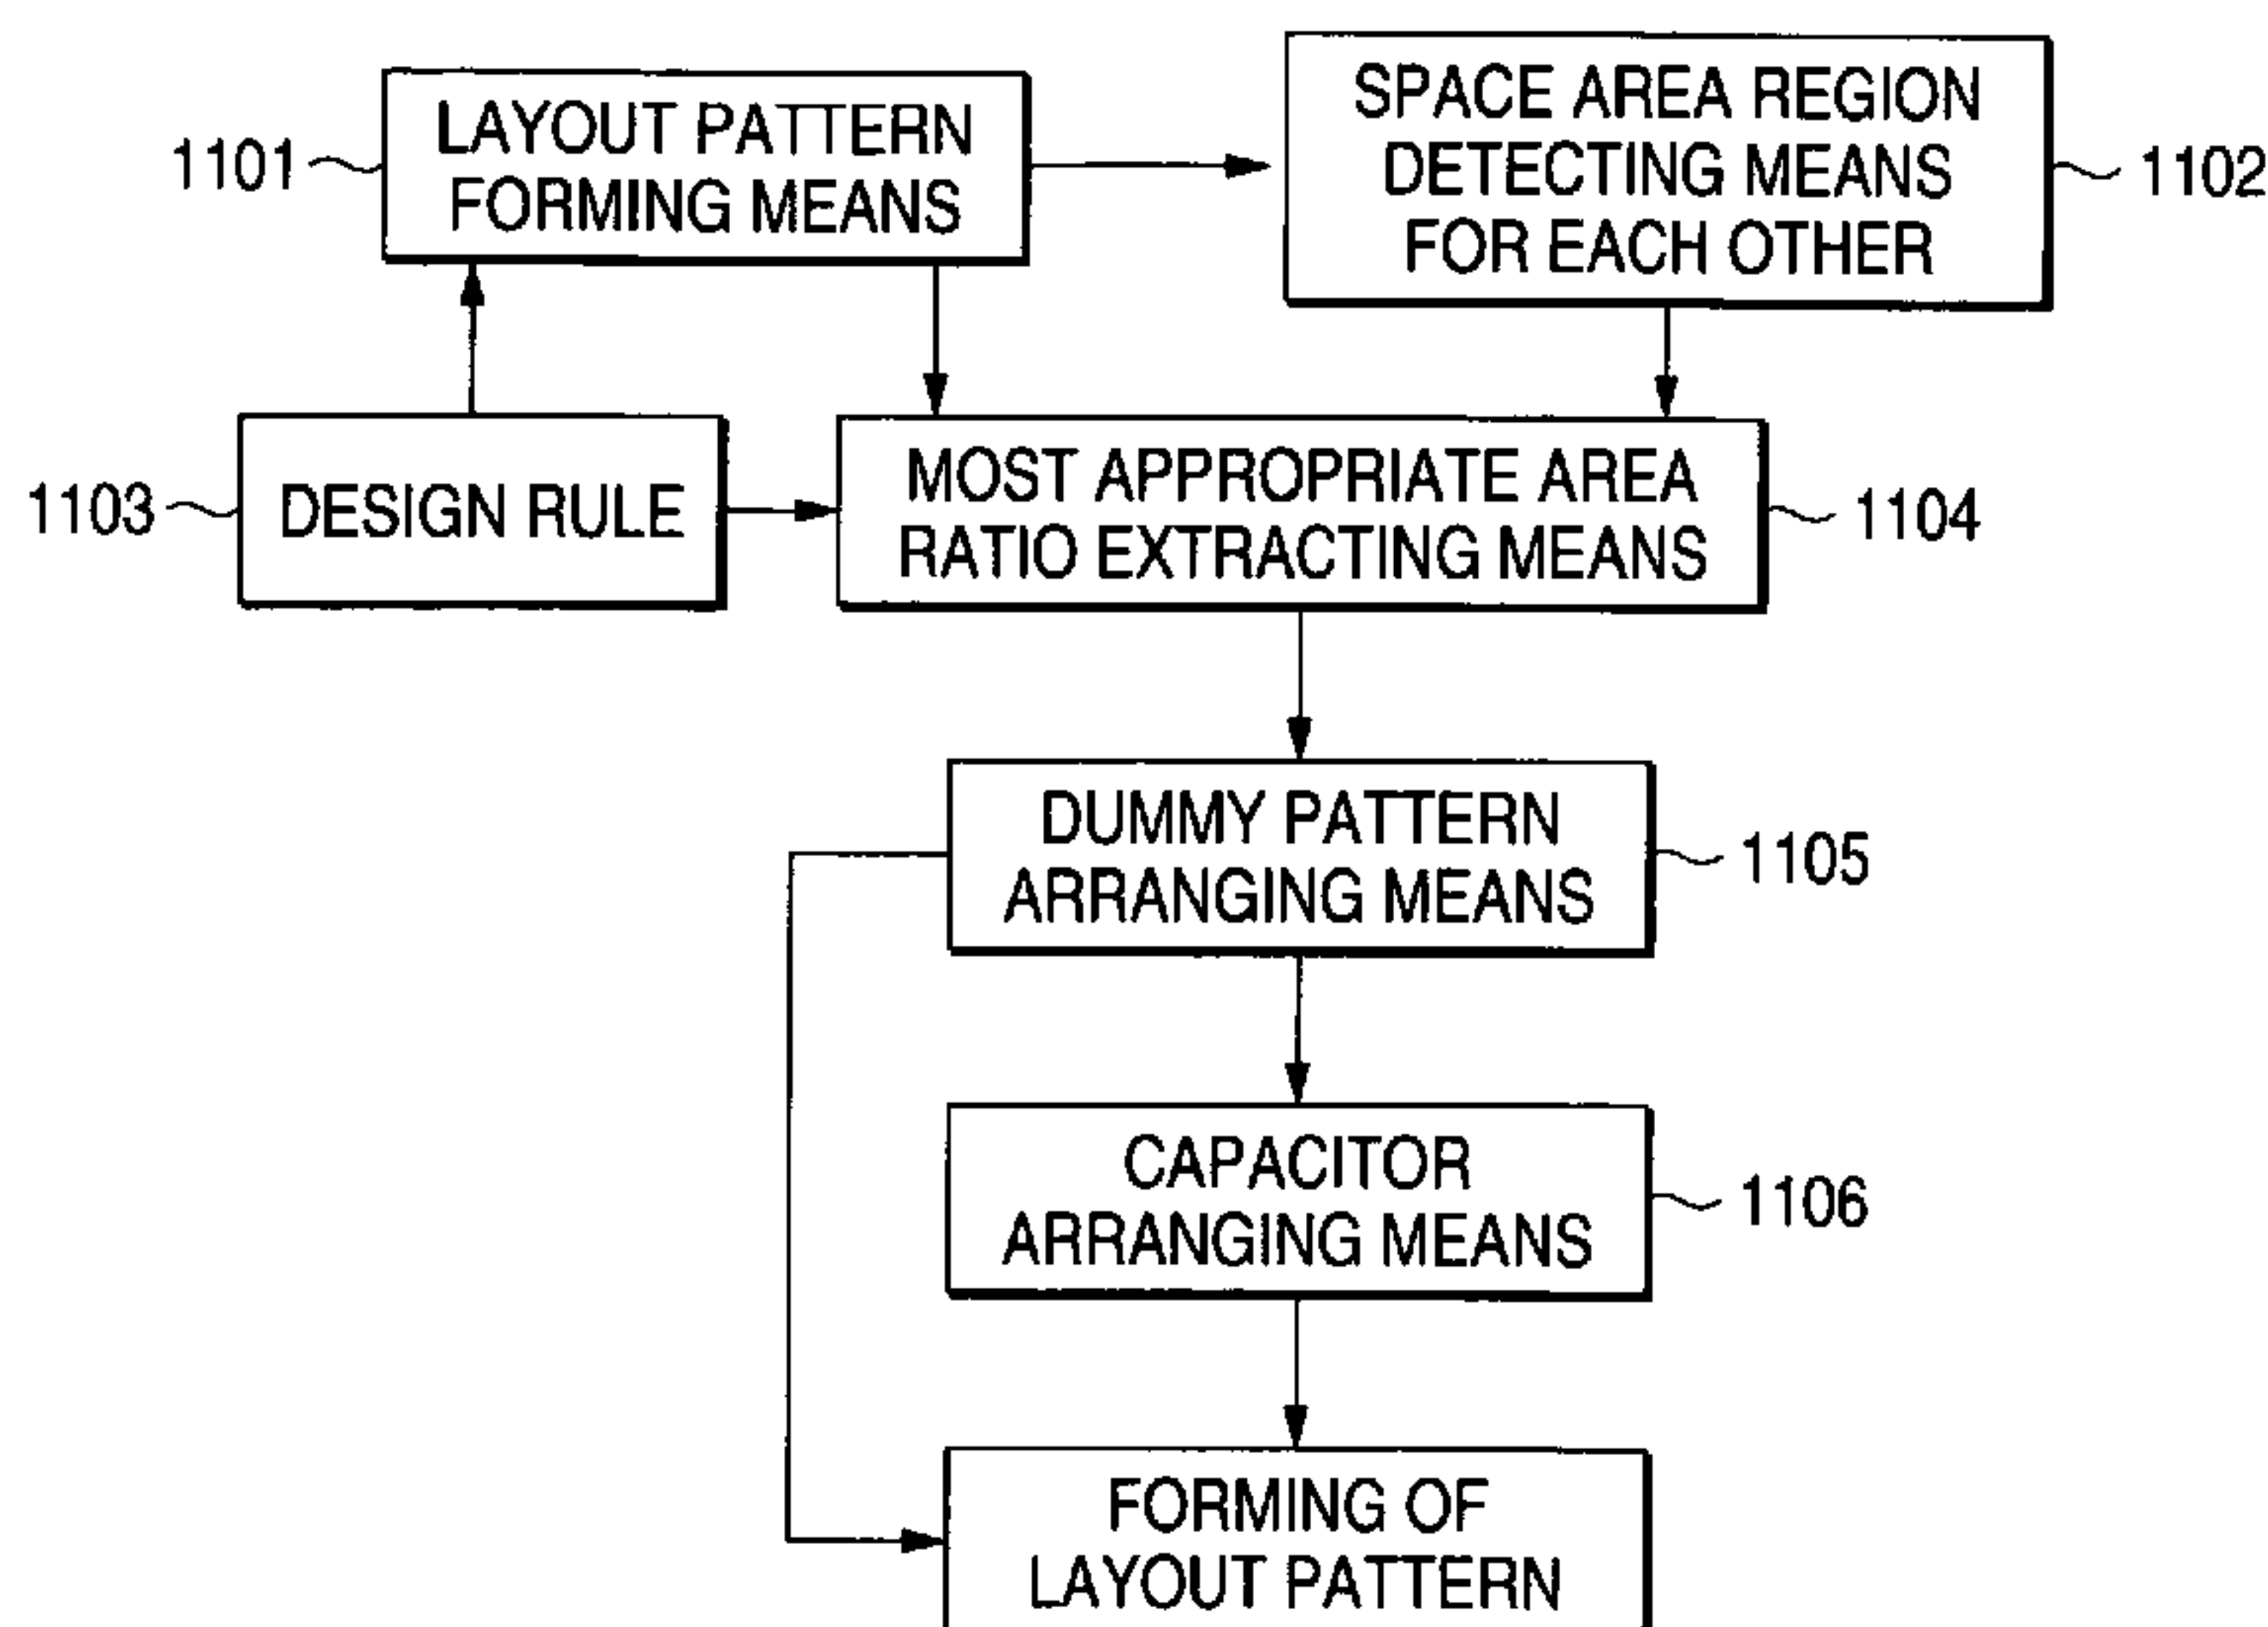 LAYOUT PATTERN
FORMING MEANS
1101
SPACE AREA REGION
DETECTING MEANS
FOR EACH OTHER
1102
1103
DESIGN RULE
MOST APPROPRIATE AREA
RATIO EXTRACTING MEANS
1104
DUMMY PATTERN
ARRANGING MEANS
1105
CAPACITOR
ARRANGING MEANS
1106
FORMING OF
LAYOUT PATTERN